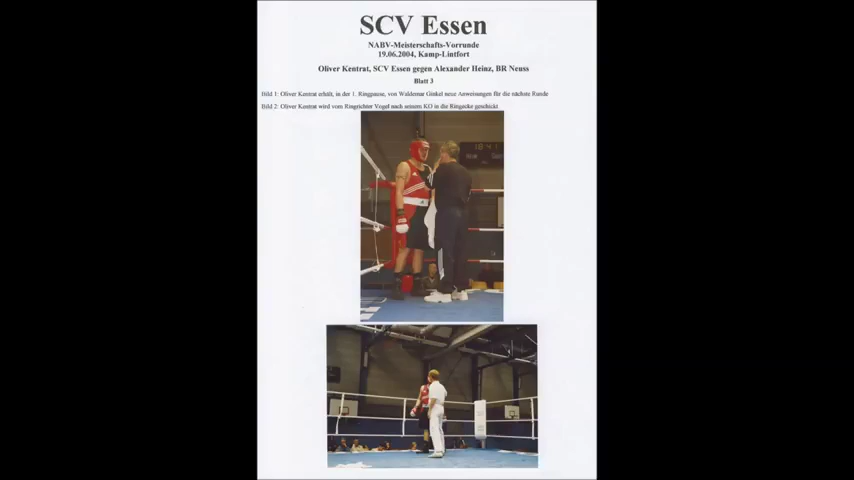 SCV Essen
NABV-Meisterschafts-Vorrunde
19.06.2004, Kamp-Lintfort
Oliver Kentrat, SCV Essen gegen Alexander Heinz, BR Neuss
Blatt 3
Bild 1: Oliver Kentrat erhält, in der 1. Ringpause, von Waldemar Ginkel neue Anweisungen für die nächste Runde
Bild 2: Oliver Kentrat wird vom Ringrichter Vogel nach seinem KO in die Ringecke geschickt